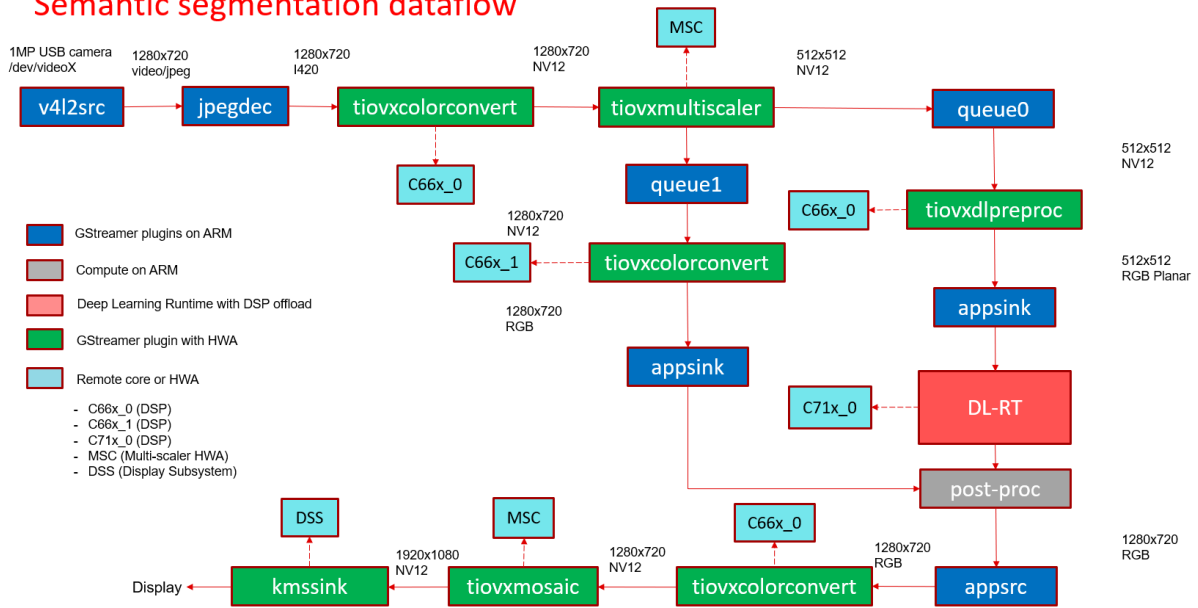 Semantic segmentation dataflow
MSC
1MP USB camera
/dev/videoX
1280x720
video/jpeg
1280x720
I420
1280x720
NV12
512x512
NV12
v4l2src
jpegdec
tiovxcolorconvert
tiovxmultiscaler
queue0
512x512
NV12
C66x_0
queue1
C66x_0
tiovxdlpreproc
1280x720
NV12
GStreamer plugins on ARM
C66x_1
tiovxcolorconvert
512x512
RGB Planar
Compute on ARM
Deep Learning Runtime with DSP offload
1280x720
RGB
appsink
GStreamer plugin with HWA
appsink
Remote core or HWA
C71x_0
DL-RT
- C66x_0 (DSP)
- C66x_1 (DSP)
- C71x_0 (DSP)
- MSC (Multi-scaler HWA)
- DSS (Display Subsystem)
post-proc
DSS
MSC
C66x_0
1280x720
RGB
1920x1080
NV12
1280x720
NV12
1280x720
RGB
Display
kmssink
tiovxmosaic
tiovxcolorconvert
appsrc